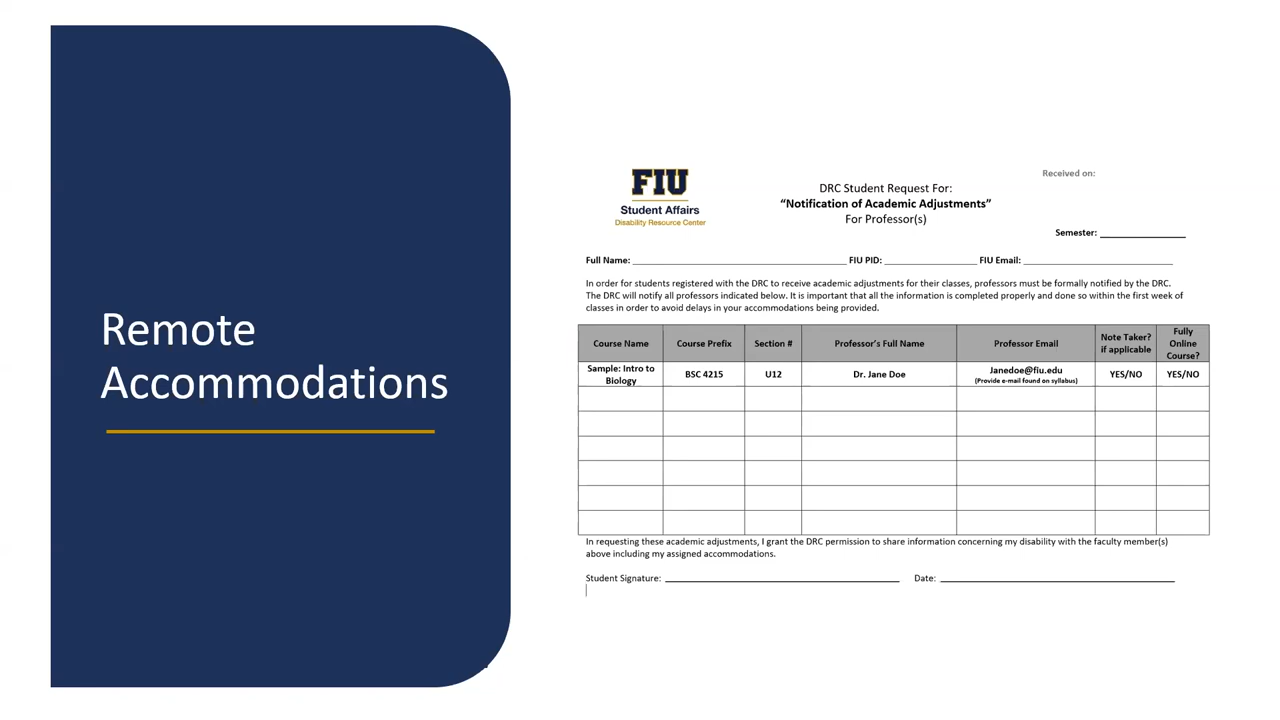 Remote
Accommodations
FIU
Student Affairs
Disability Resource Center
DRC Student Request For:
“Notification of Academic Adjustments”
For Professor(s)
Received on:
Semester: ________________
Full Name: ________________ FIU PID: ________________ FIU Email: ________________
In order for students registered with the DRC to receive academic adjustments for their classes, professors must be formally notified by the DRC.
The DRC will notify all professors indicated below. It is important that all the information is completed properly and done so within the first week of
classes in order to avoid delays in your accommodations being provided.
Course Name Course Prefix Section # Professor’s Full Name Professor Email Note Taker? if applicable Fully Online Course?
Sample: Intro to Biology BSC 4215 U12 Dr. Jane Doe Janedoe@fiu.edu (Provide e-mail found on syllabus) YES/NO YES/NO
In requesting these academic adjustments, I grant the DRC permission to share information concerning my disability with the faculty member(s)
above including my assigned accommodations.
Student Signature: ________________ Date: ________________